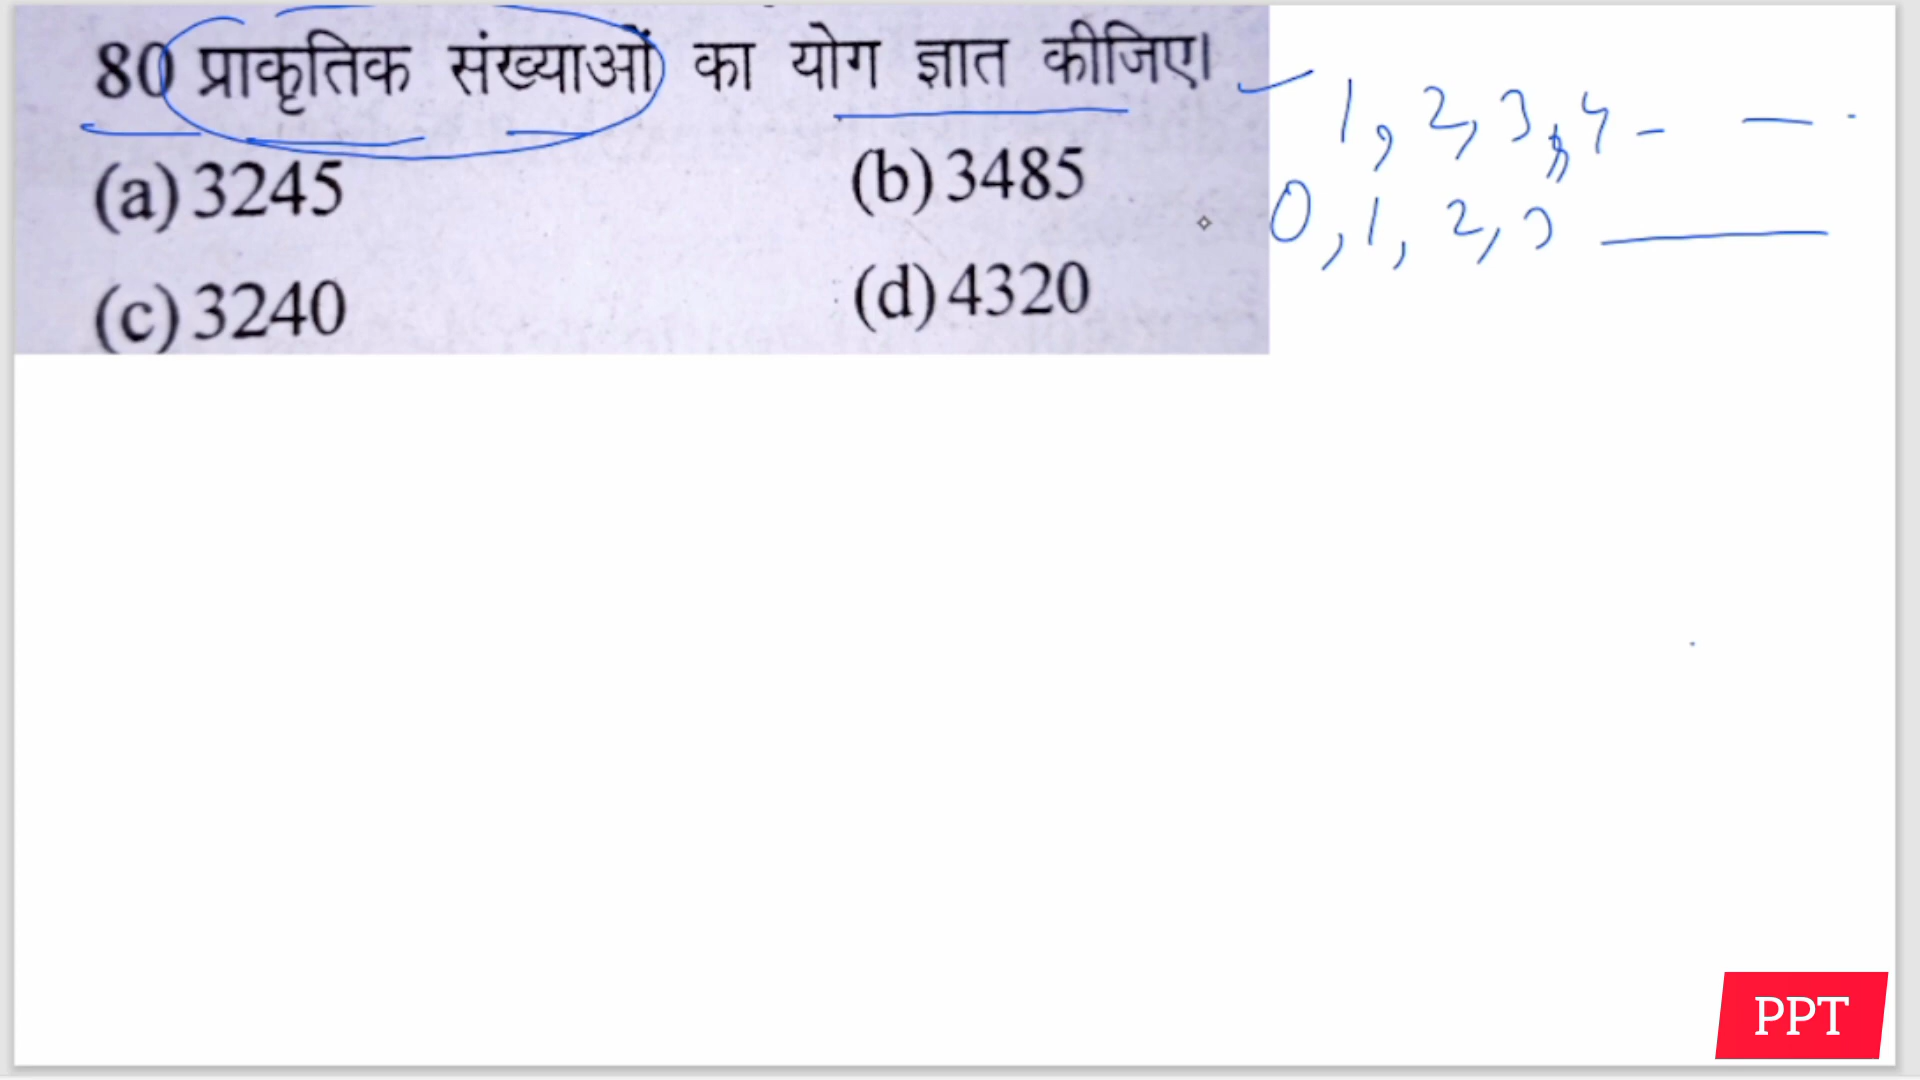 80 प्राकृतिक संख्याओं का योग ज्ञात कीजिए।
1, 2, 3, 4 - — .
(a) 3245 (b) 3485
0, 1, 2, 3 ———
(c) 3240 (d) 4320
PPT